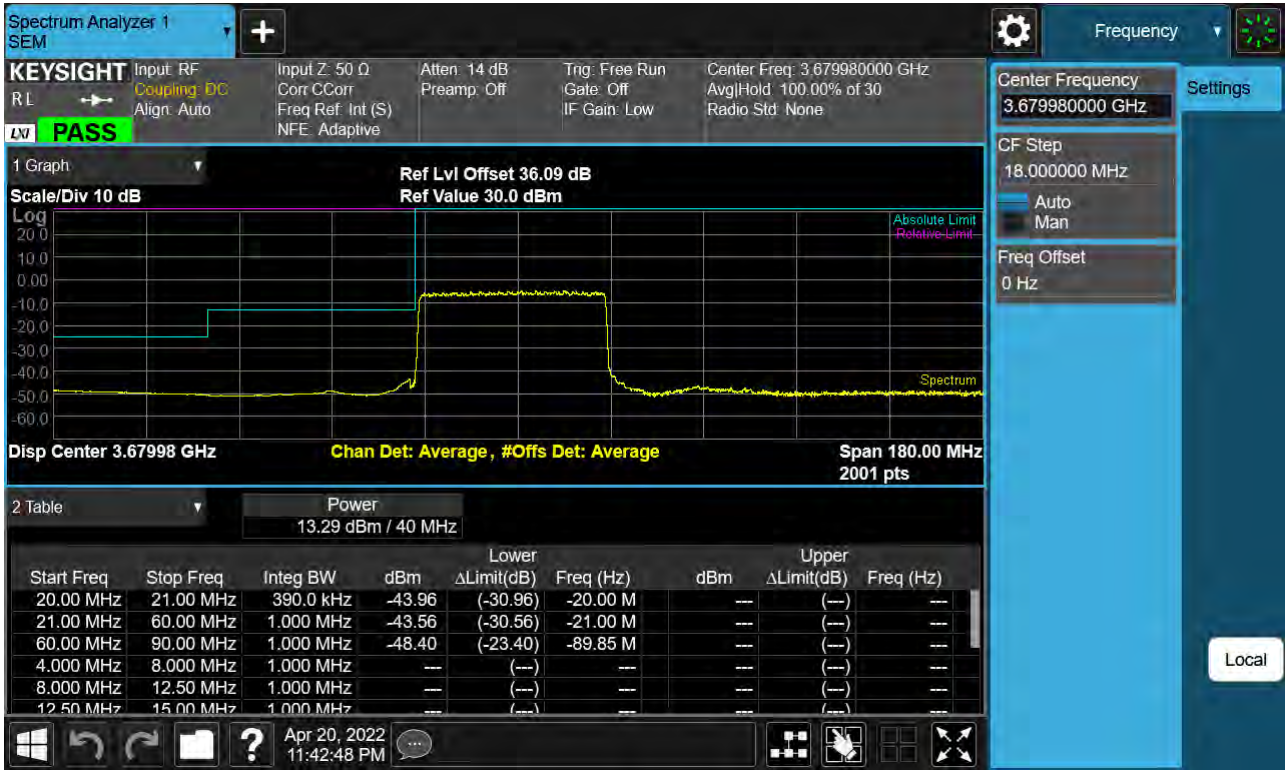 Spectrum Analyzer 1
SEM
+
Frequency
KEYSIGHT
RL
LXI
PASS
Input: RF
Coupling: DC
Align: Auto
Input Z: 50 Ω
Corr CCorr
Freq Ref: Int (S)
NFE: Adaptive
Atten: 14 dB
Preamp: Off
Trig: Free Run
Gate: Off
IF Gain: Low
Center Freq: 3.679980000 GHz
Avg|Hold: 100.00% of 30
Radio Std: None
Center Frequency
3.679980000 GHz
Settings
CF Step
18.000000 MHz
Auto
Man
Freq Offset
0 Hz
1 Graph
Scale/Div 10 dB
Ref Lvl Offset 36.09 dB
Ref Value 30.0 dBm
Log
20.0
10.0
0.00
-10.0
-20.0
-30.0
-40.0
-50.0
-60.0
Absolute Limit
Relative Limit
Spectrum
Disp Center 3.67998 GHz
Chan Det: Average, #Offs Det: Average
Span 180.00 MHz
2001 pts
2 Table
Power
13.29 dBm / 40 MHz
Lower Upper
Start Freq Stop Freq Integ BW dBm ΔLimit(dB) Freq (Hz) dBm ΔLimit(dB) Freq (Hz)
20.00 MHz 21.00 MHz 390.0 kHz -43.96 (-30.96) -20.00 M --- (---) ---
21.00 MHz 60.00 MHz 1.000 MHz -43.56 (-30.56) -21.00 M --- (---) ---
60.00 MHz 90.00 MHz 1.000 MHz -48.40 (-23.40) -89.85 M --- (---) ---
4.000 MHz 8.000 MHz 1.000 MHz --- (---) --- --- (---) ---
8.000 MHz 12.50 MHz 1.000 MHz --- (---) --- --- (---) ---
12.50 MHz 15.00 MHz 1.000 MHz --- (---) --- --- (---) ---
Local
?
Apr 20, 2022
11:42:48 PM